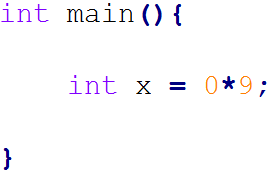 int main(){
int x = 0*9;
}